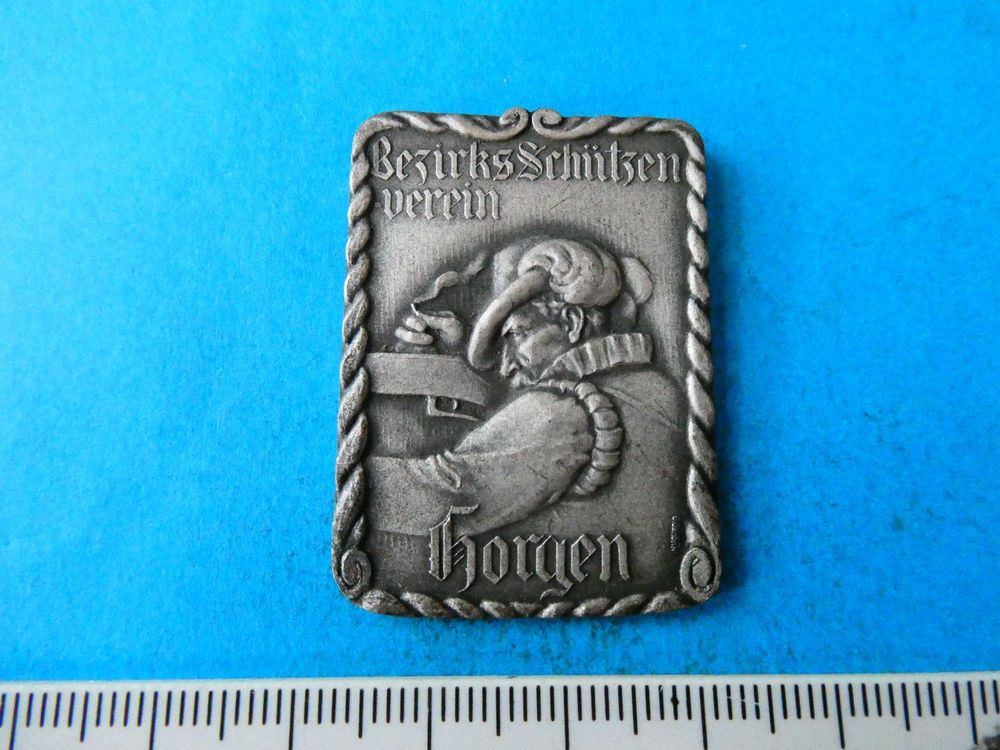 Bezirks Schützen
verein
Horgen